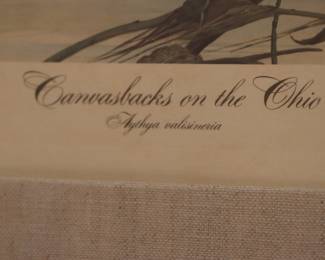 Canvasbacks on the Ohio
Aythya valisineria